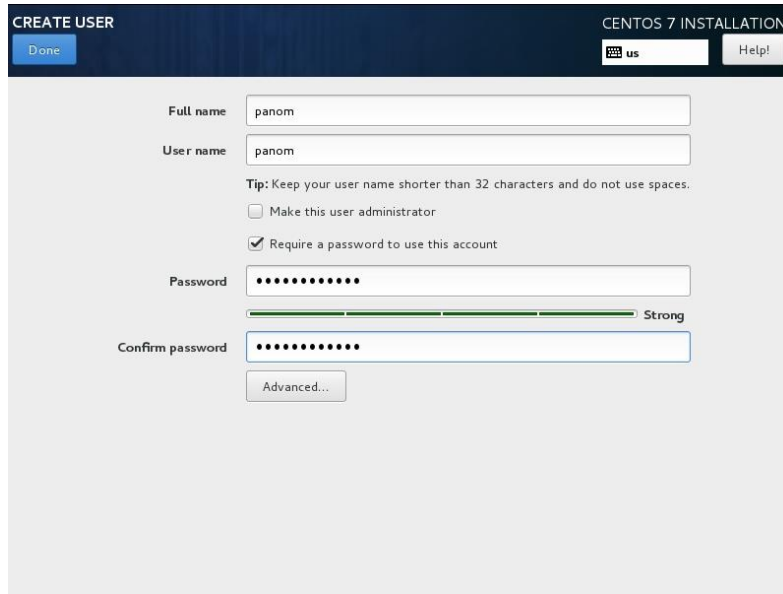 CREATE USER
CENTOS 7 INSTALLATION
Done
us
Help!
Full name
panom
User name
panom
Tip: Keep your user name shorter than 32 characters and do not use spaces.
Make this user administrator
Require a password to use this account
Password
••••••••••••
Strong
Confirm password
••••••••••••
Advanced...